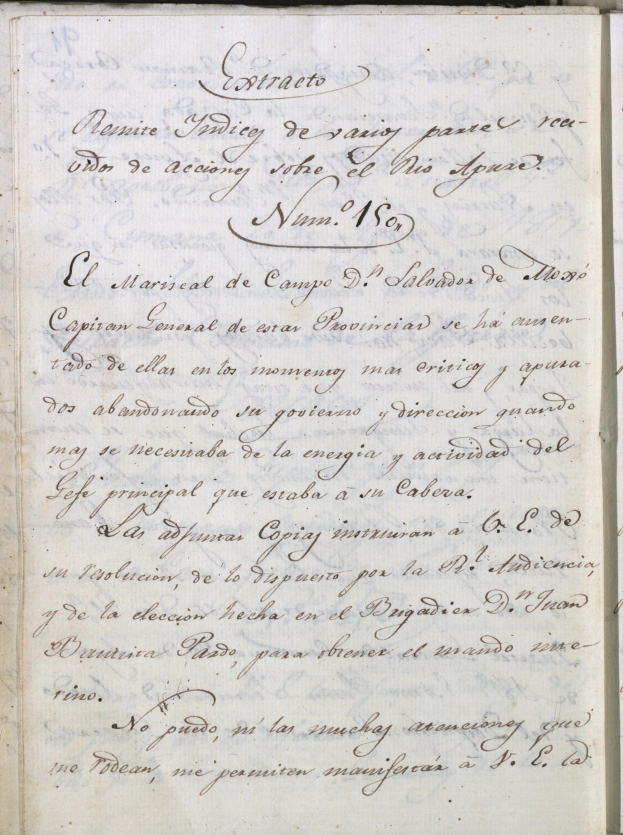 Extracto
Remite Indices de varios partes reci-
vidos de acciones sobre el Rio Apure.
Num.º 150,,
El Mariscal de Campo D.n Salvador de Moxó
Capitan General de estas Provincias se há ausen-
tado de ellas en los momentos mas criticos y apura-
dos abandonando su govierno y dirección quando
mas se necesitaba de la energia y actividad del
Gefe principal que estaba á su Cabeza.
Las adjuntas Copias instruiran á V. E. de
su resolucion, de lo dispuesto por la R.l Audiencia,
y de la eleccion hecha en el Brigadier D.n Juan
Bautista Pardo, para obtener el mando inte-
rino.
No puedo, ni las muchas atenciones que
me rodean, me permiten manifestár á V. E. la